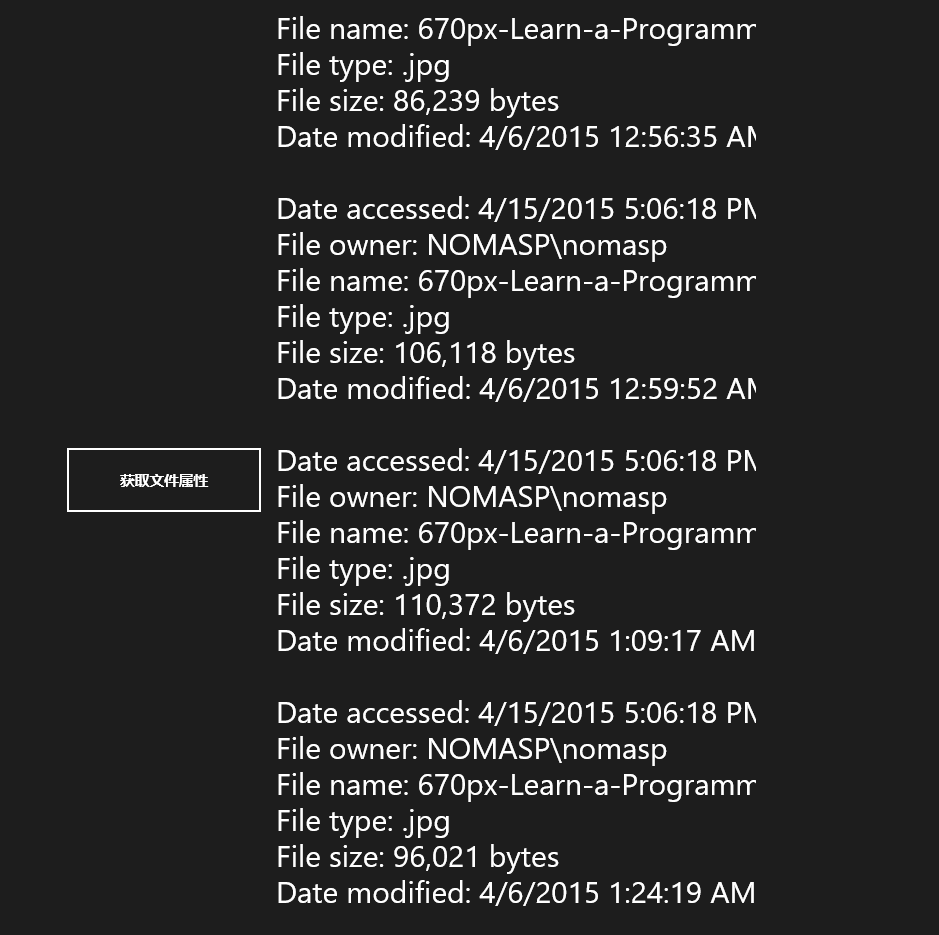 File name: 670px-Learn-a-Programm
File type: .jpg
File size: 86,239 bytes
Date modified: 4/6/2015 12:56:35 AM
Date accessed: 4/15/2015 5:06:18 PM
File owner: NOMASP\nomasp
File name: 670px-Learn-a-Programm
File type: .jpg
File size: 106,118 bytes
Date modified: 4/6/2015 12:59:52 AM
Date accessed: 4/15/2015 5:06:18 PM
获取文件属性
File owner: NOMASP\nomasp
File name: 670px-Learn-a-Programm
File type: .jpg
File size: 110,372 bytes
Date modified: 4/6/2015 1:09:17 AM
Date accessed: 4/15/2015 5:06:18 PM
File owner: NOMASP\nomasp
File name: 670px-Learn-a-Programm
File type: .jpg
File size: 96,021 bytes
Date modified: 4/6/2015 1:24:19 AM